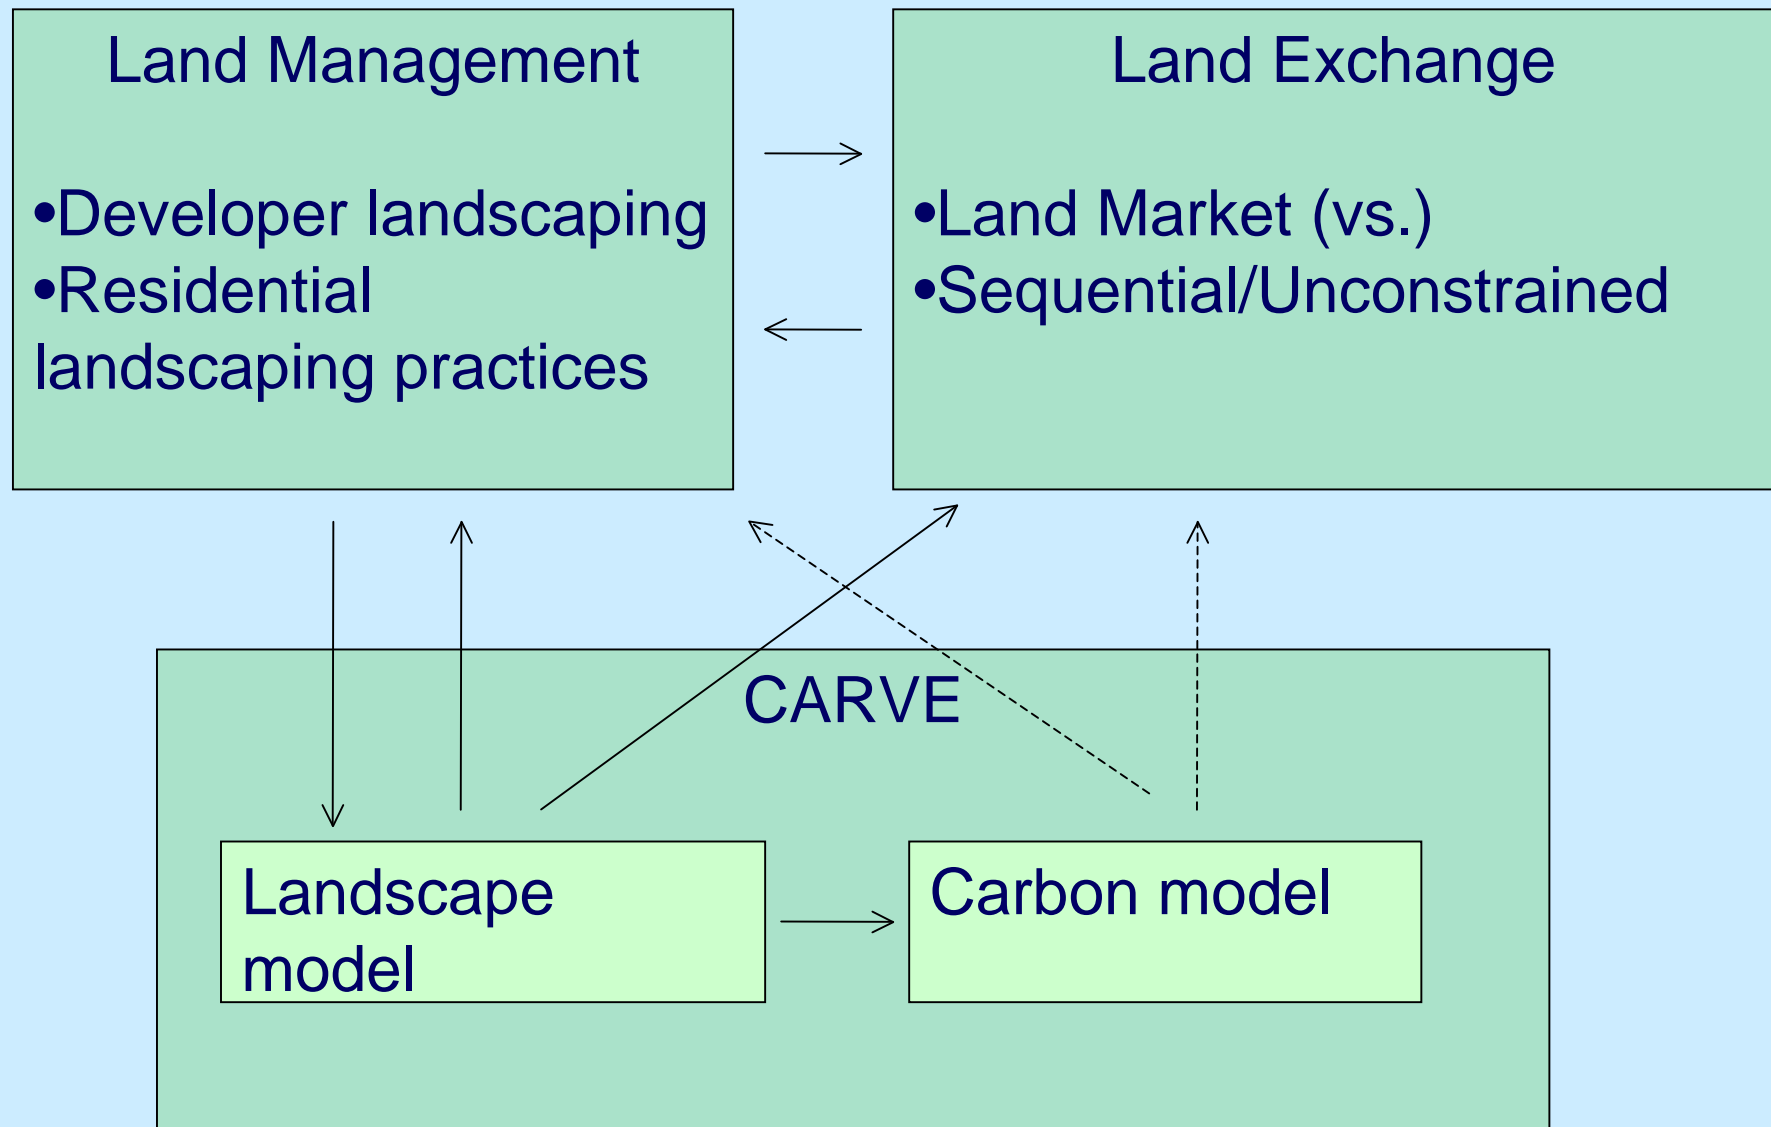 Land Management
•Developer landscaping
•Residential
landscaping practices
Land Exchange
•Land Market (vs.)
•Sequential/Unconstrained
CARVE
Landscape
model
Carbon model